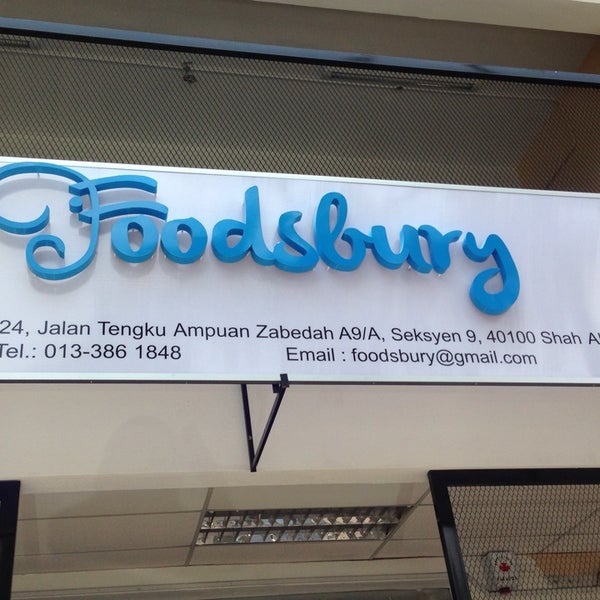 Foodsbury
24, Jalan Tengku Ampuan Zabedah A9/A, Seksyen 9, 40100 Shah
Tel.: 013-386 1848 Email : foodsbury@gmail.com